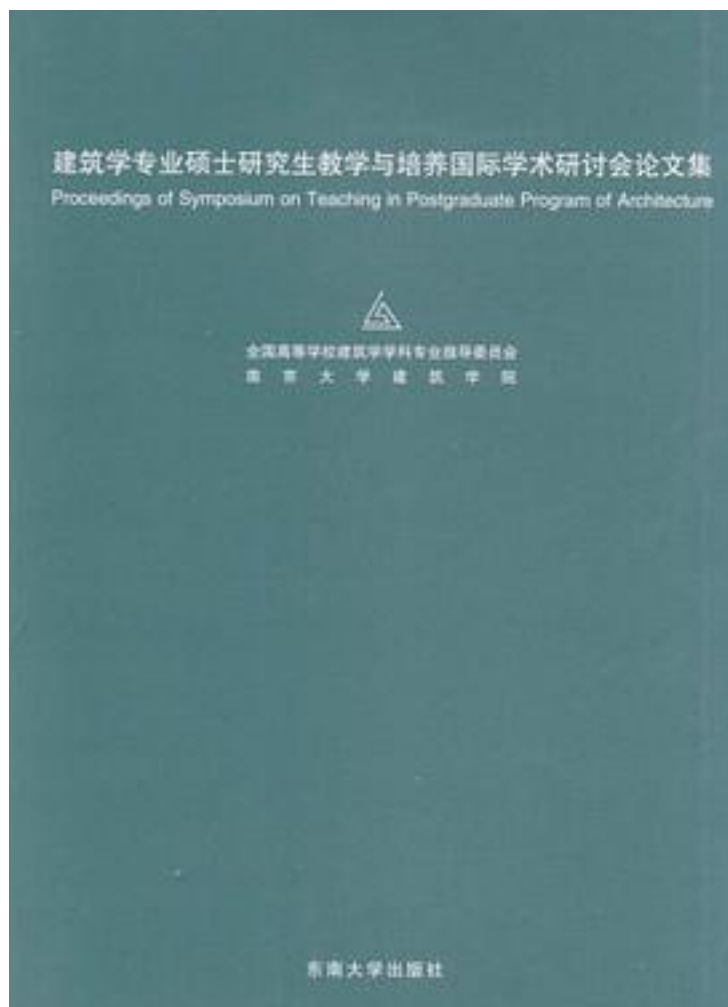 建筑学专业硕士研究生教学与培养国际学术研讨会论文集
Proceedings of Symposium on Teaching in Postgraduate Program of Architecture
全国高等学校建筑学学科专业指导委员会
南京大学建筑学院
东南大学出版社